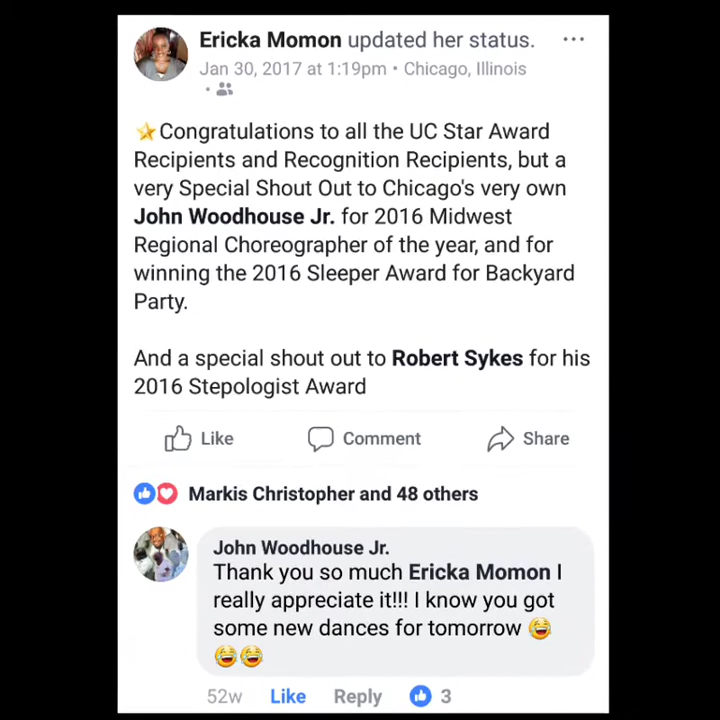 Ericka Momon updated her status.
Jan 30, 2017 at 1:19pm • Chicago, Illinois
•
⭐Congratulations to all the UC Star Award
Recipients and Recognition Recipients, but a
very Special Shout Out to Chicago's very own
John Woodhouse Jr. for 2016 Midwest
Regional Choreographer of the year, and for
winning the 2016 Sleeper Award for Backyard
Party.
And a special shout out to Robert Sykes for his
2016 Stepologist Award
Like Comment Share
Markis Christopher and 48 others
John Woodhouse Jr.
Thank you so much Ericka Momon I
really appreciate it!!! I know you got
some new dances for tomorrow 😂
😂😂
52w Like Reply 3